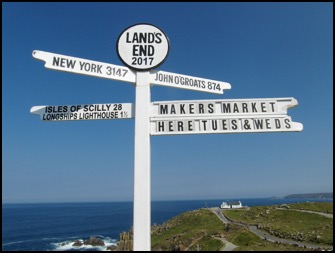 LAND'S
END
2017
NEW YORK 3147
JOHN O'GROATS 874
ISLES OF SCILLY 28
LONGSHIPS LIGHTHOUSE 1½
MAKERS MARKET
HERE TUES & WEDS